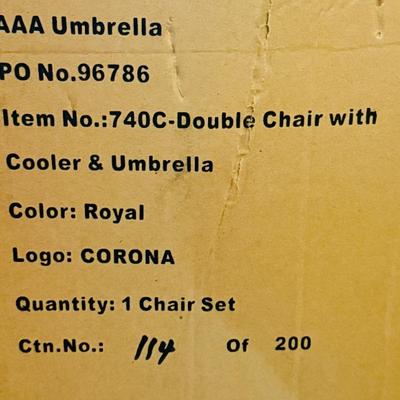 AAA Umbrella
PO No.96786
Item No.:740C-Double Chair with
Cooler & Umbrella
Color: Royal
Logo: CORONA
Quantity: 1 Chair Set
Ctn.No.: 114 Of 200